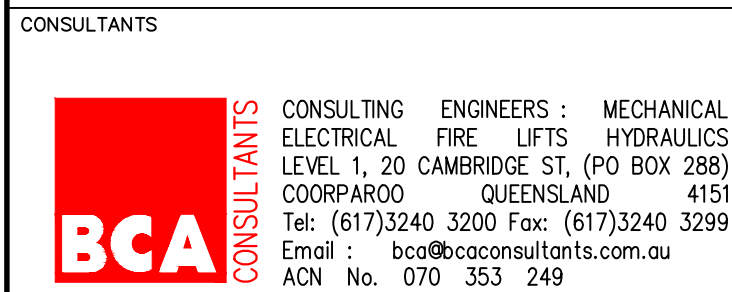 CONSULTANTS
BCA
CONSULTANTS
CONSULTING ENGINEERS : MECHANICAL
ELECTRICAL FIRE LIFTS HYDRAULICS
LEVEL 1, 20 CAMBRIDGE ST, (PO BOX 288)
COORPAROO QUEENSLAND 4151
Tel: (617)3240 3200 Fax: (617)3240 3299
Email : bca@bcaconsultants.com.au
ACN No. 070 353 249